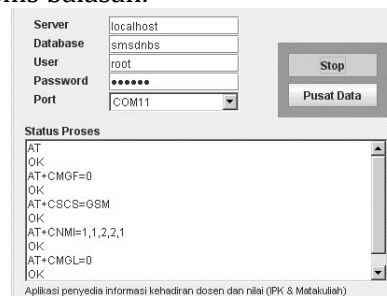 Server localhost
Database smsdnbs
User root
Password ••••••
Port COM11
Stop
Pusat Data
Status Proses
AT
OK
AT+CMGF=0
OK
AT+CSCS=GSM
OK
AT+CNMI=1,1,2,2,1
OK
AT+CMGL=0
OK
Aplikasi penyedia informasi kehadiran dosen dan nilai (IPK & Matakuliah)